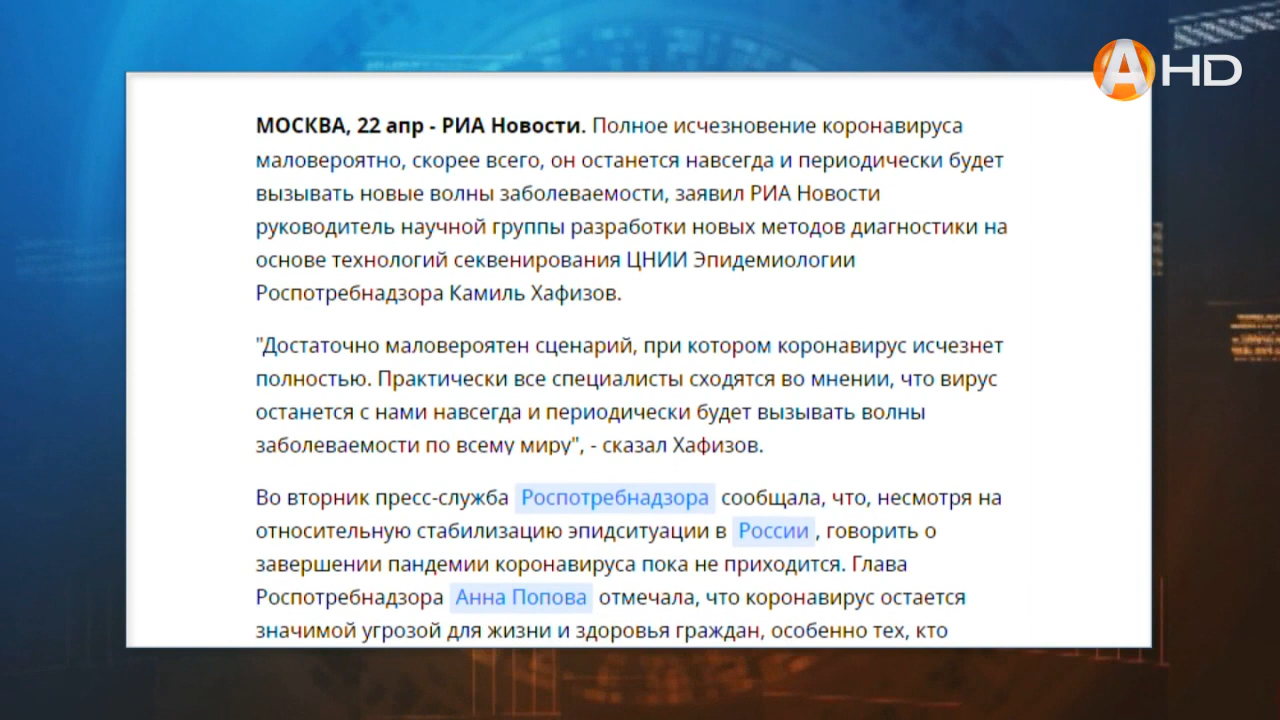 А HD
МОСКВА, 22 апр - РИА Новости. Полное исчезновение коронавируса
маловероятно, скорее всего, он останется навсегда и периодически будет
вызывать новые волны заболеваемости, заявил РИА Новости
руководитель научной группы разработки новых методов диагностики на
основе технологий секвенирования ЦНИИ Эпидемиологии
Роспотребнадзора Камиль Хафизов.
"Достаточно маловероятен сценарий, при котором коронавирус исчезнет
полностью. Практически все специалисты сходятся во мнении, что вирус
останется с нами навсегда и периодически будет вызывать волны
заболеваемости по всему миру", - сказал Хафизов.
Во вторник пресс-служба Роспотребнадзора сообщала, что, несмотря на
относительную стабилизацию эпидситуации в России , говорить о
завершении пандемии коронавируса пока не приходится. Глава
Роспотребнадзора Анна Попова отмечала, что коронавирус остается
значимой угрозой для жизни и здоровья граждан, особенно тех, кто